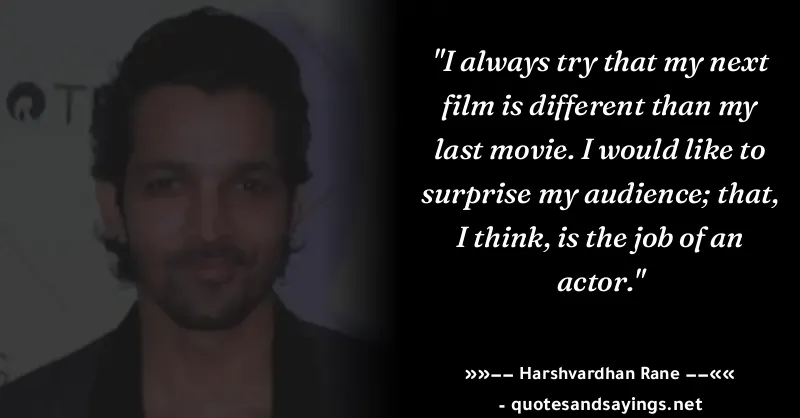 "I always try that my next
film is different than my
last movie. I would like to
surprise my audience; that,
I think, is the job of an
actor."
»»–– Harshvardhan Rane ––««
- quotesandsayings.net